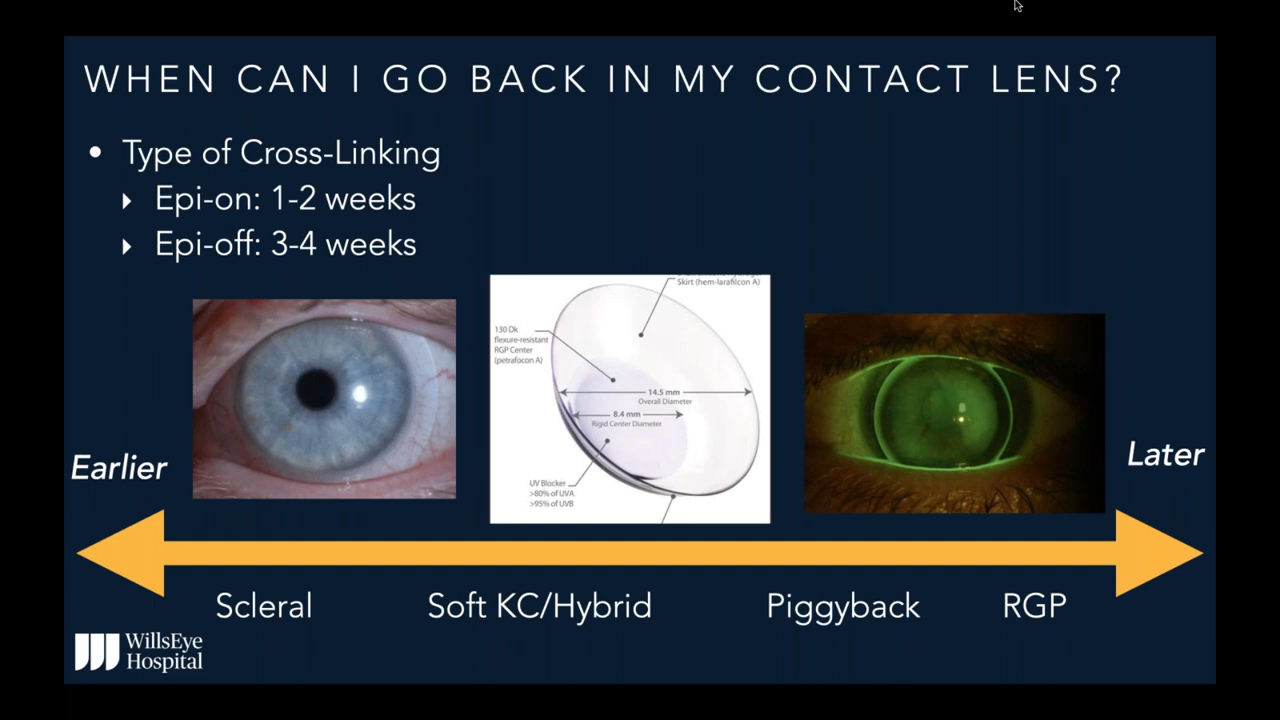 WHEN CAN I GO BACK IN MY CONTACT LENS?
• Type of Cross-Linking
Epi-on: 1-2 weeks
Epi-off: 3-4 weeks
Skirt (hem-larafilcon A)
130 Dk
flexure-resistant
RGP Center
(petrafocon A)
14.5 mm
Overall Diameter
8.4 mm
Rigid Center Diameter
UV Blocker
>80% of UVA
>95% of UVB
Earlier
Later
Scleral
Soft KC/Hybrid
Piggyback
RGP
WillsEye
Hospital